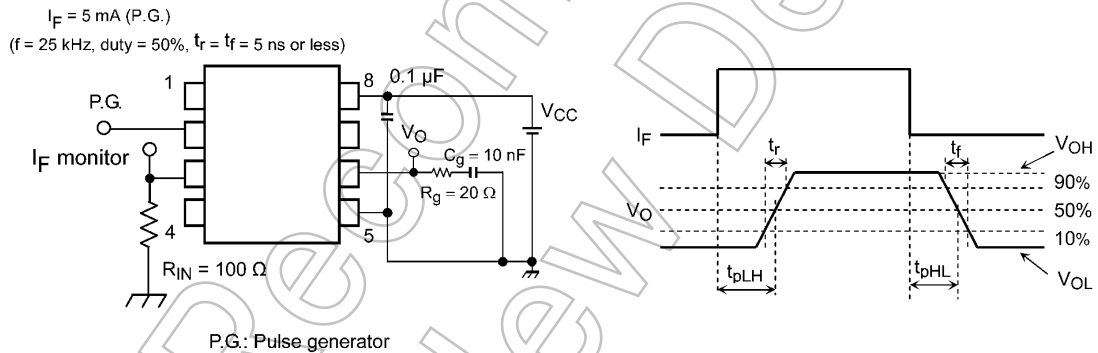 IF = 5 mA (P.G.)
(f = 25 kHz, duty = 50%, tr = tf = 5 ns or less)
1
8
0.1 µF
P.G.
VCC
VO
IF monitor
Cg = 10 nF
Rg = 20 Ω
4
5
RIN = 100 Ω
P.G.: Pulse generator
IF
tr
tf
VOH
90%
VO
50%
10%
tpLH
tpHL
VOL